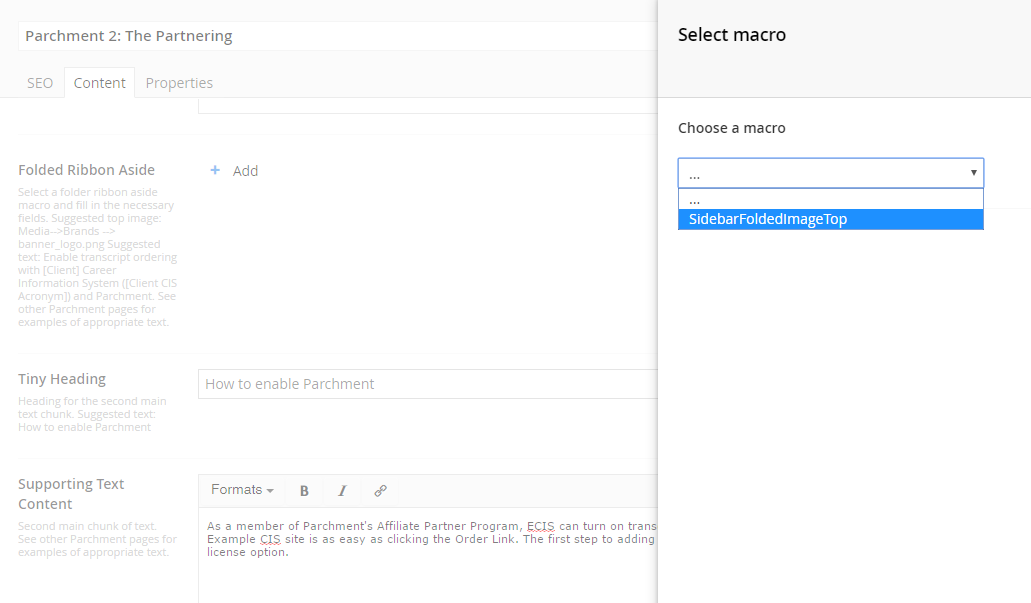 Parchment 2: The Partnering
SEO Content Properties
Folded Ribbon Aside
Select a folder ribbon aside
macro and fill in the necessary
fields. Suggested top image:
Media-->Brands -->
banner_logo.png Suggested
text: Enable transcript ordering
with [Client] Career
Information System ([Client CIS
Acronym]) and Parchment. See
other Parchment pages for
examples of appropriate text.
+ Add
Tiny Heading
Heading for the second main
text chunk. Suggested text:
How to enable Parchment
How to enable Parchment
Supporting Text
Content
Second main chunk of text.
See other Parchment pages for
examples of appropriate text.
Formats B I
As a member of Parchment's Affiliate Partner Program, ECIS can turn on trans
Example CIS site is as easy as clicking the Order Link. The first step to adding
license option.
Select macro
Choose a macro
...
...
SidebarFoldedImageTop